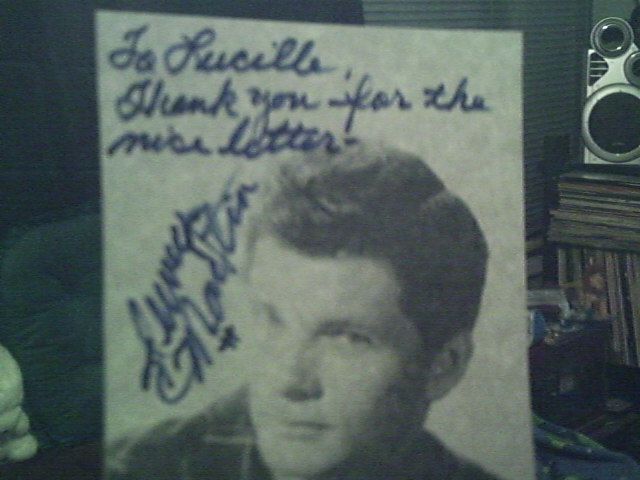 To Lucille,
Thank you for the
nice letter-